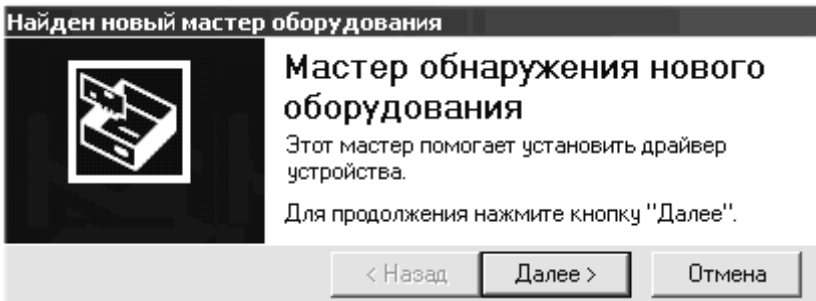 Найден новый мастер оборудования
Мастер обнаружения нового
оборудования
Этот мастер помогает установить драйвер
устройства.
Для продолжения нажмите кнопку "Далее".
< Назад Далее > Отмена